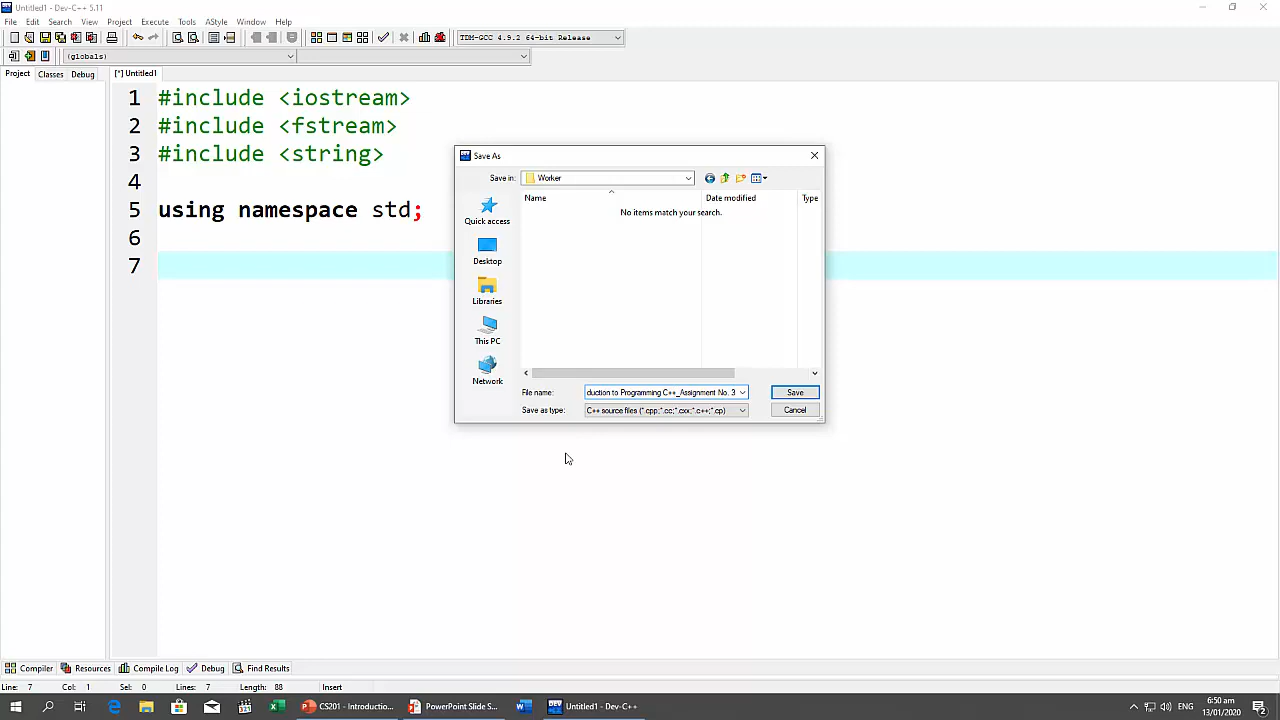 Untitled1 - Dev-C++ 5.11
File Edit Search View Project Execute Tools AStyle Window Help
TDM-GCC 4.9.2 64-bit Release
(globals)
Project Classes Debug [*] Untitled1
1 #include <iostream>
2 #include <fstream>
3 #include <string>
4
5 using namespace std;
6
7
Save As
Save in: Worker
Name Date modified Type
No items match your search.
Quick access
Desktop
Libraries
This PC
Network
File name: duction to Programming C++_Assignment No. 3 Save
Save as type: C++ source files (*.cpp;*.cc;*.cxx;*.c++;*.cp) Cancel
Compiler Resources Compile Log Debug Find Results
Line: 7 Col: 1 Sel: 0 Lines: 7 Length: 88 Insert
CS201 - Introductio... PowerPoint Slide S... Untitled1 - Dev-C++ ENG 6:50 am
13/01/2020